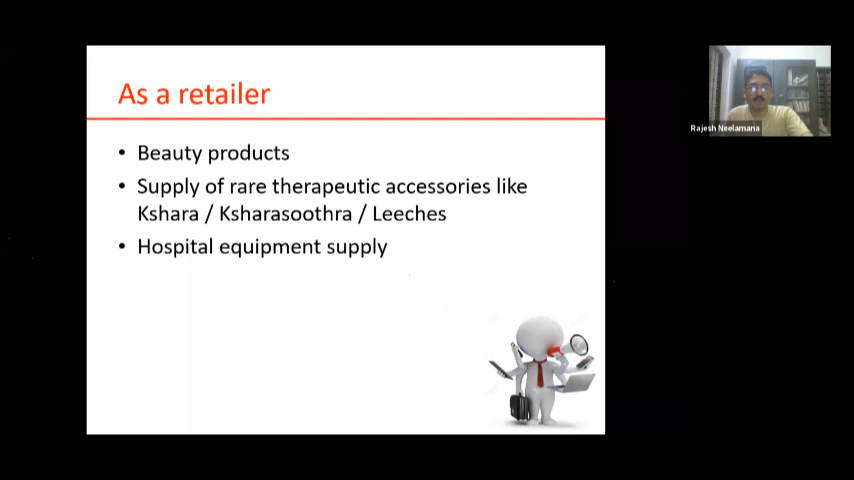 As a retailer
• Beauty products
• Supply of rare therapeutic accessories like
Kshara / Ksharasoothra / Leeches
• Hospital equipment supply
Rajesh Neelamana